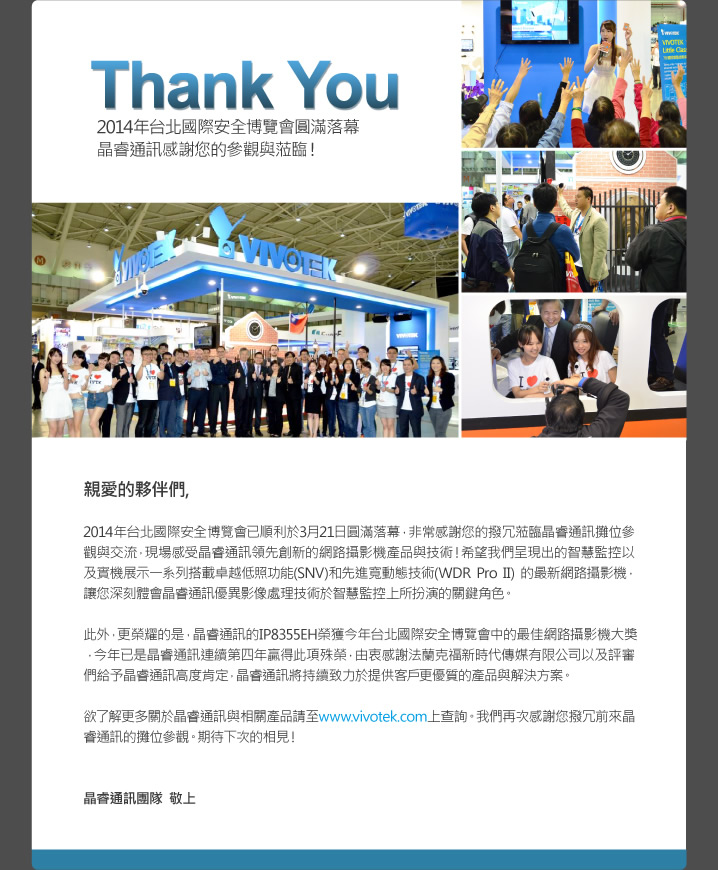 Thank You
2014年台北國際安全博覽會圓滿落幕
晶睿通訊感謝您的參觀與蒞臨！
VIVOTEK
Little Clas
VIVOTEK
VIVOTEK
I
I
親愛的夥伴們,
2014年台北國際安全博覽會已順利於3月21日圓滿落幕，非常感謝您的撥冗蒞臨晶睿通訊攤位參
觀與交流，現場感受晶睿通訊領先創新的網路攝影機產品與技術！希望我們呈現出的智慧監控以
及實機展示一系列搭載卓越低照功能(SNV)和先進寬動態技術(WDR Pro II) 的最新網路攝影機，
讓您深刻體會晶睿通訊優異影像處理技術於智慧監控上所扮演的關鍵角色。
此外，更榮耀的是，晶睿通訊的IP8355EH榮獲今年台北國際安全博覽會中的最佳網路攝影機大獎
，今年已是晶睿通訊連續第四年贏得此項殊榮，由衷感謝法蘭克福新時代傳媒有限公司以及評審
們給予晶睿通訊高度肯定，晶睿通訊將持續致力於提供客戶更優質的產品與解決方案。
欲了解更多關於晶睿通訊與相關產品請至www.vivotek.com上查詢。我們再次感謝您撥冗前來晶
睿通訊的攤位參觀。期待下次的相見！
晶睿通訊團隊 敬上